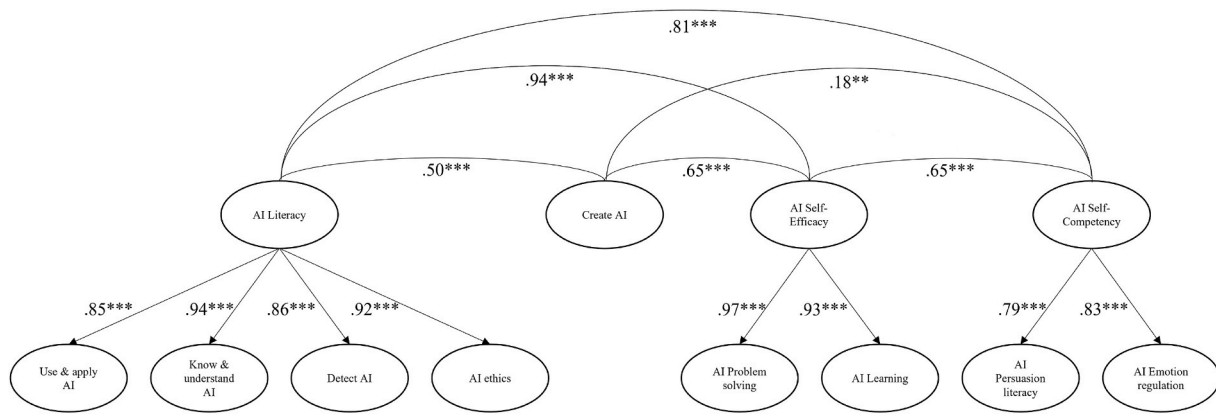 .81***
.94***
.18**
.50***
.65***
.65***
AI Literacy
Create AI
AI Self-
Efficacy
AI Self-
Competency
.85***
.94***
.86***
.92***
.97***
.93***
.79***
.83***
Use & apply
AI
Know &
understand
AI
Detect AI
AI ethics
AI Problem
solving
AI Learning
AI
Persuasion
literacy
AI Emotion
regulation